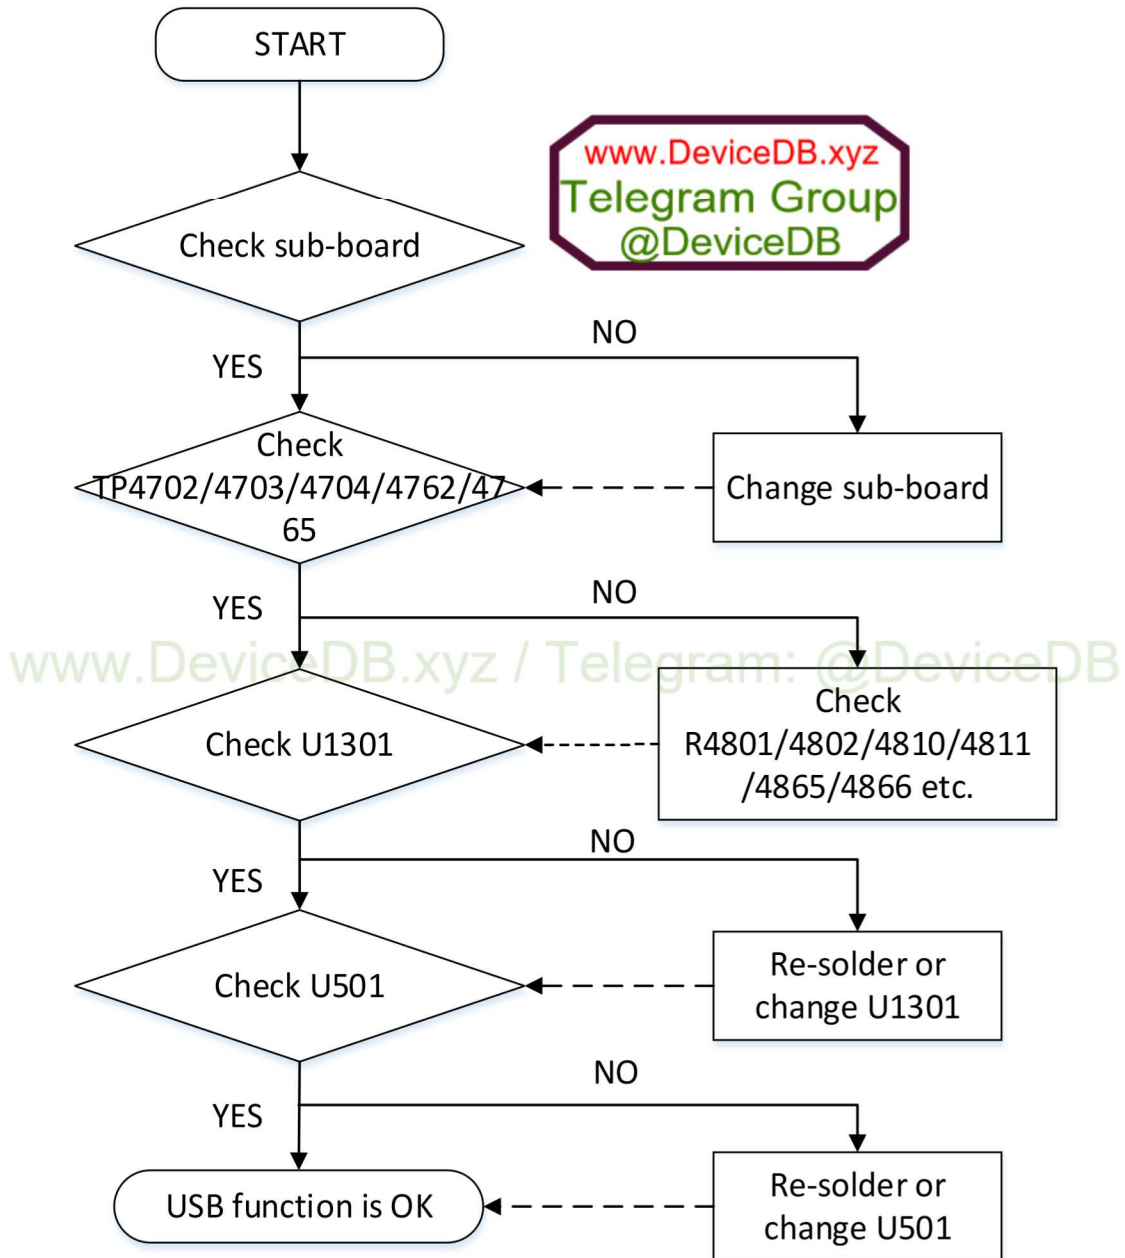 START
www.DeviceDB.xyz
Telegram Group
@DeviceDB
Check sub-board
NO
YES
Check
TP4702/4703/4704/4762/47
65
Change sub-board
NO
YES
www.DeviceDB.xyz / Telegram: @DeviceDB
Check U1301
Check
R4801/4802/4810/4811
/4865/4866 etc.
NO
YES
Check U501
Re-solder or
change U1301
NO
YES
USB function is OK
Re-solder or
change U501